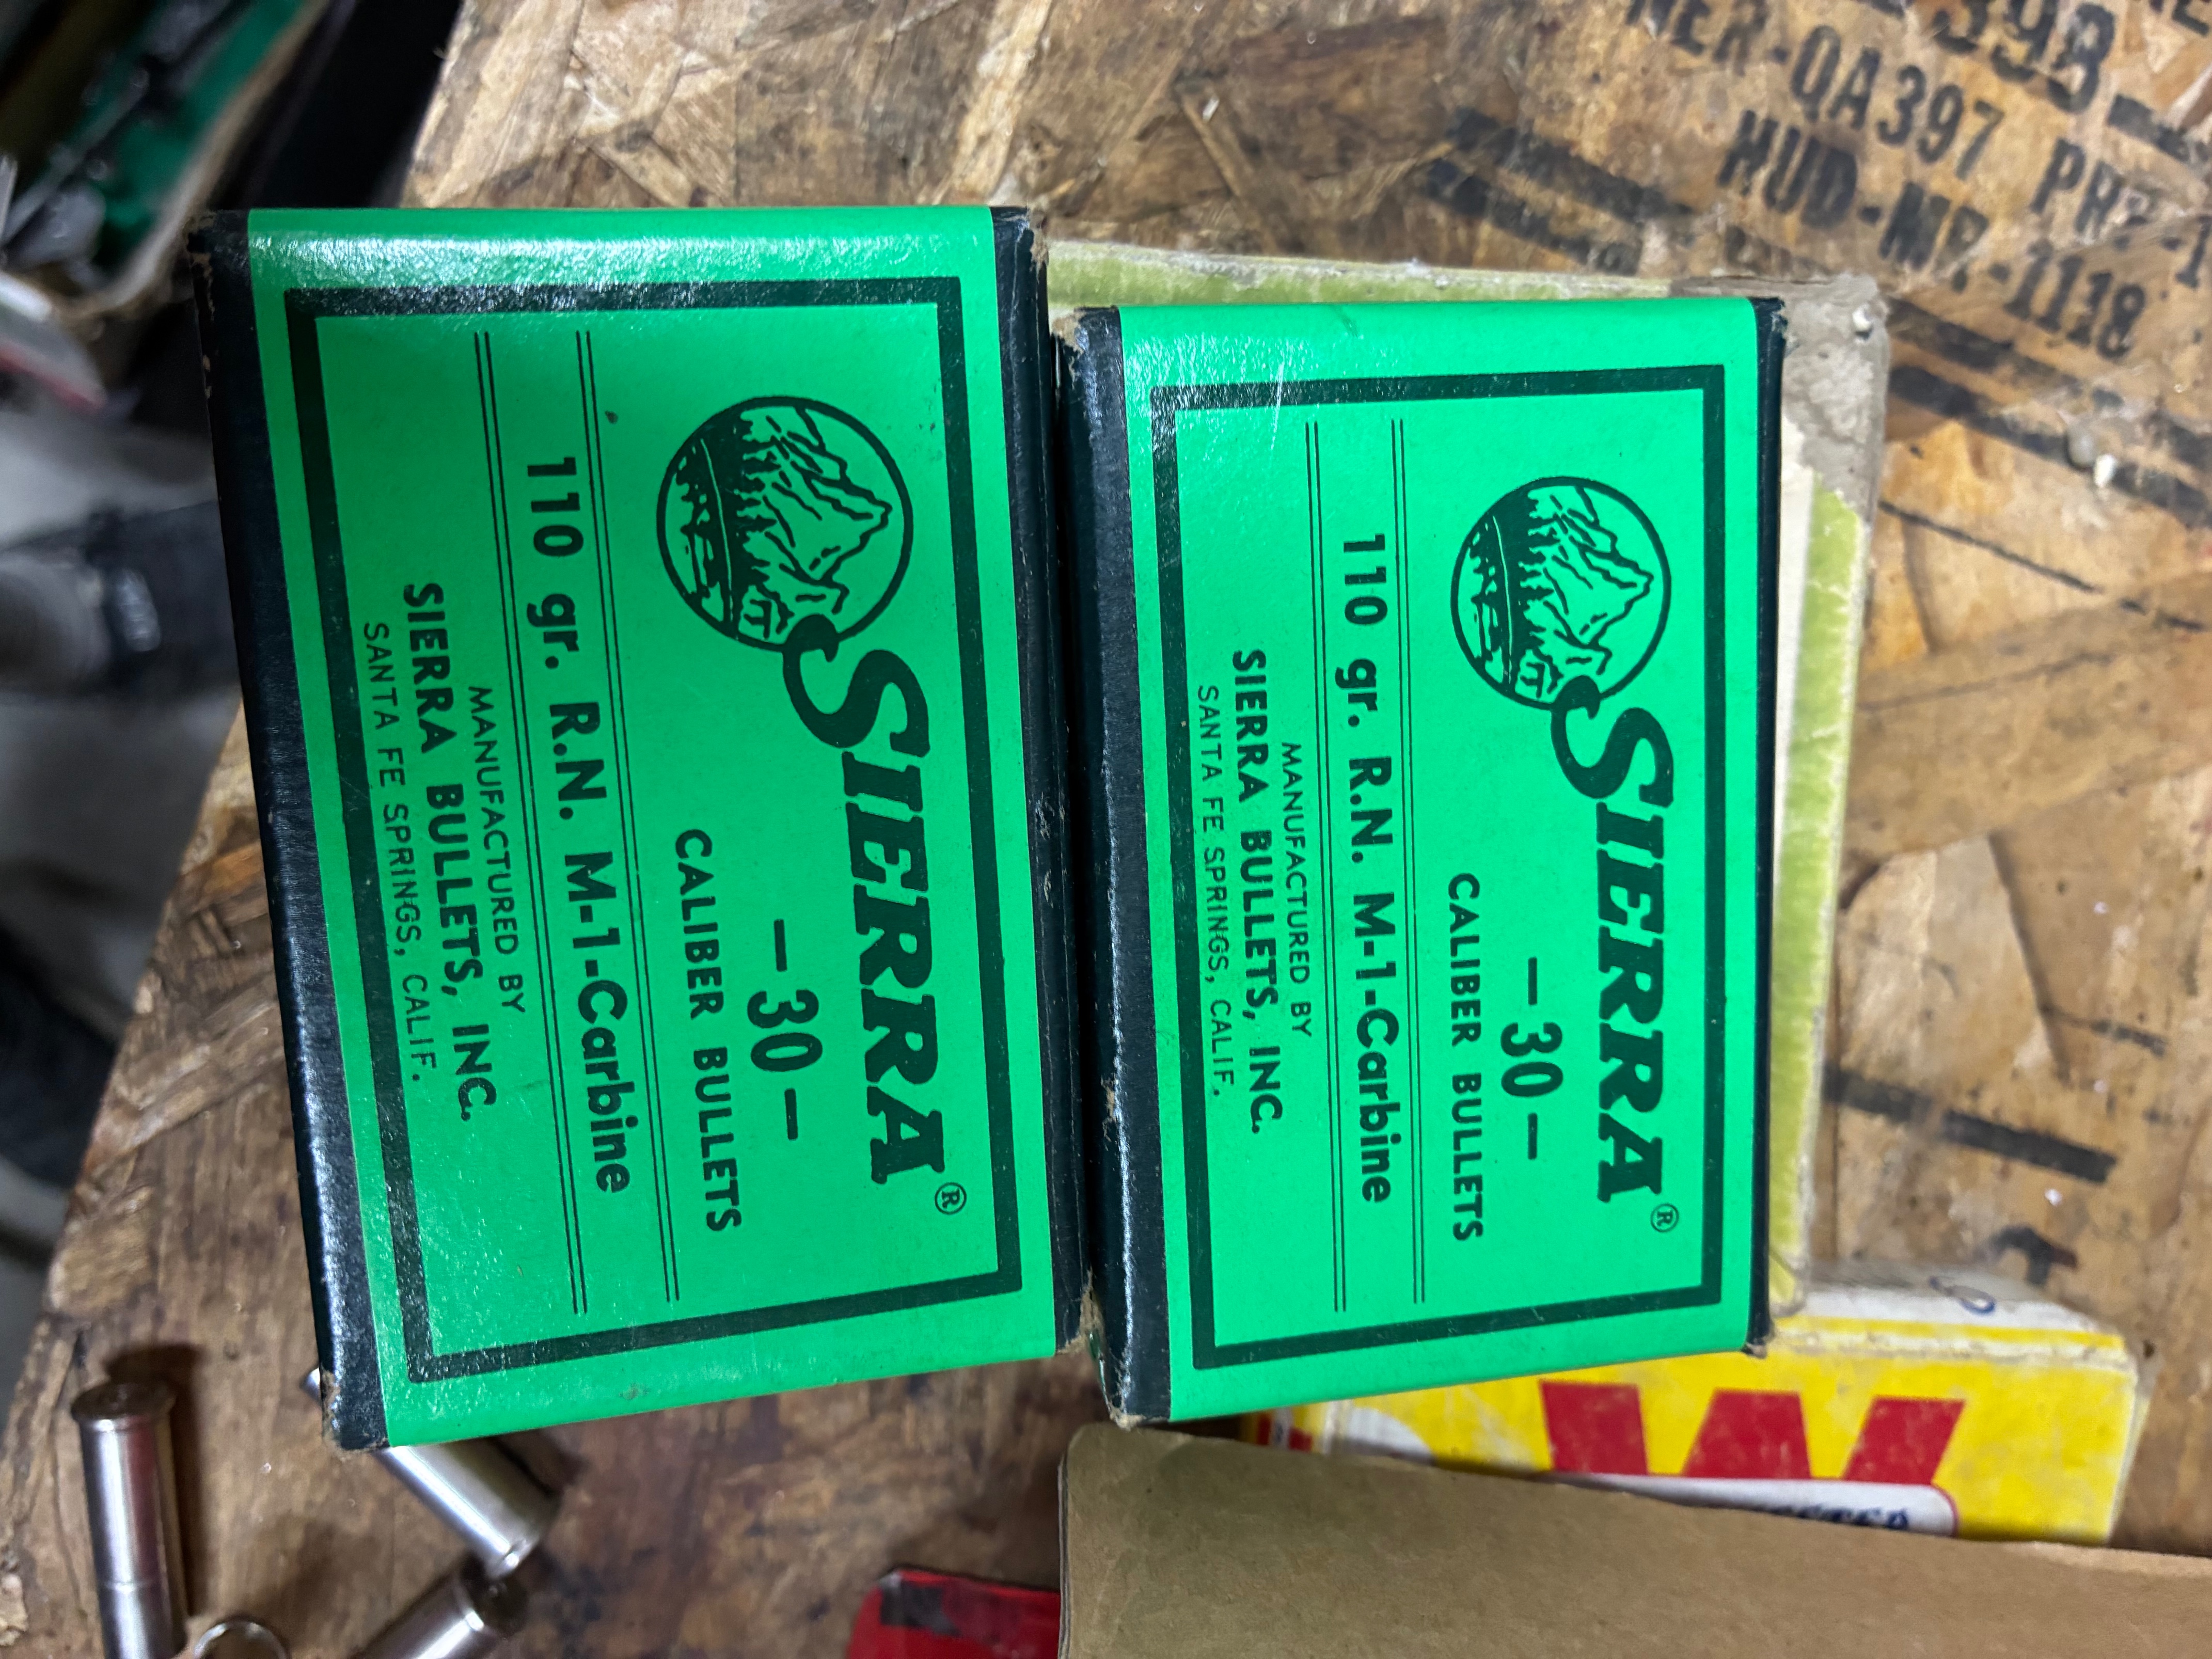 SIERRA®
- 30 -
CALIBER BULLETS
110 gr. R.N. M-1-Carbine
MANUFACTURED BY
SIERRA BULLETS, INC.
SANTA FE SPRINGS, CALIF.
SIERRA®
- 30 -
CALIBER BULLETS
110 gr. R.N. M-1-Carbine
MANUFACTURED BY
SIERRA BULLETS, INC.
SANTA FE SPRINGS, CALIF.
-QA397
HUD-MR-1118
W